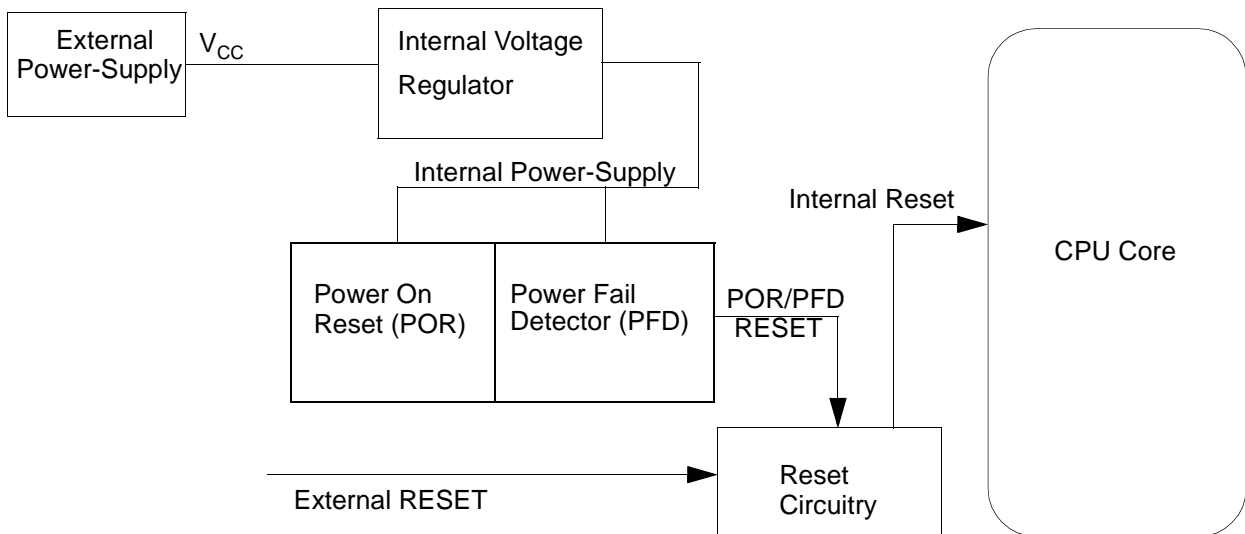 External
Power-Supply
VCC
Internal Voltage
Regulator
Internal Power-Supply
Internal Reset
CPU Core
Power On
Reset (POR)
Power Fail
Detector (PFD)
POR/PFD
RESET
External RESET
Reset
Circuitry